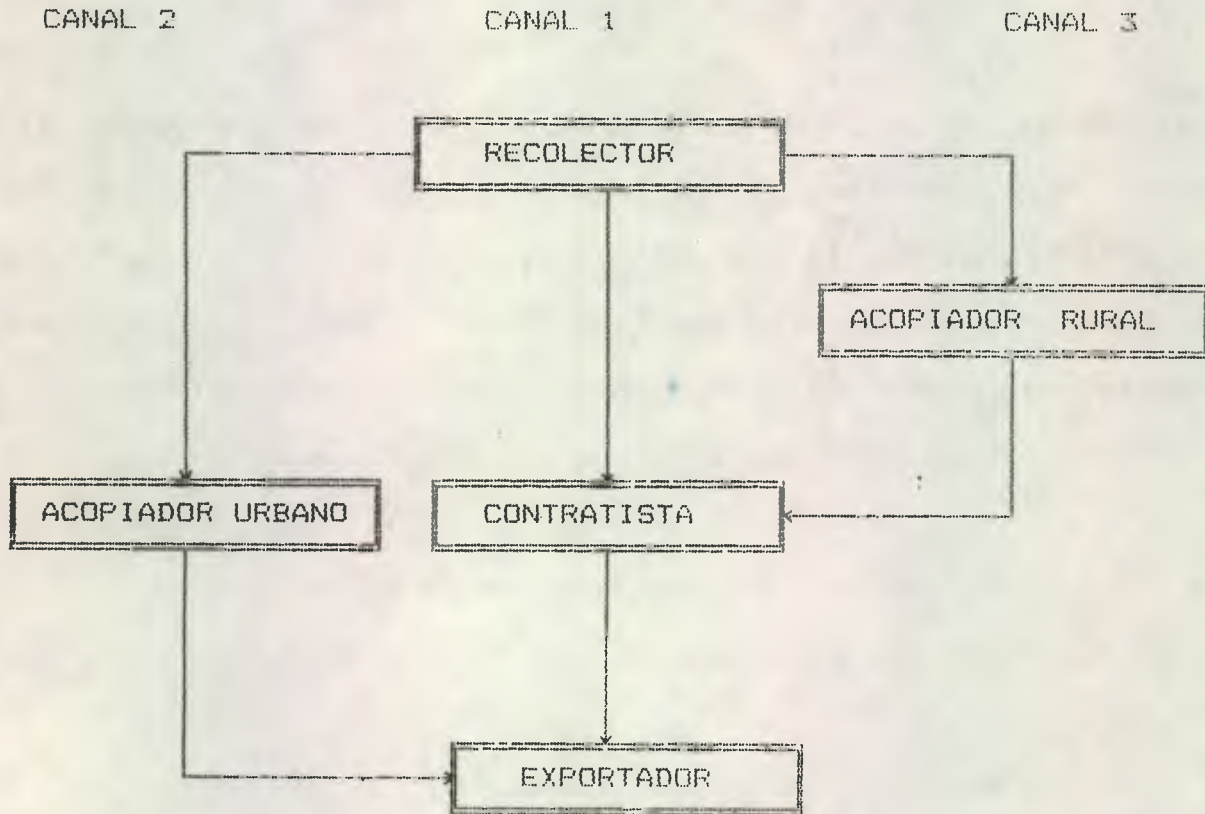 CANAL 2 CANAL 1 CANAL 3
RECOLECTOR
ACOPIADOR RURAL
ACOPIADOR URBANO
CONTRATISTA
EXPORTADOR